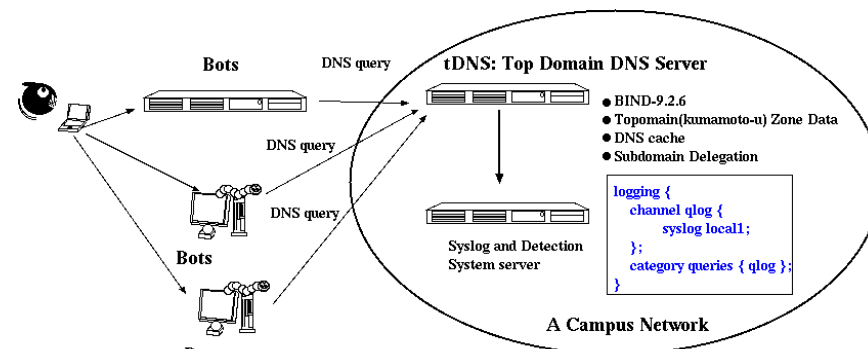 Bots
DNS query
tDNS: Top Domain DNS Server
BIND-9.2.6
Topomain(kumamoto-u) Zone Data
DNS cache
Subdomain Delegation
DNS query
DNS query
Bots
logging {
channel qlog {
syslog local1;
};
category queries { qlog };
}
Syslog and Detection
System server
A Campus Network